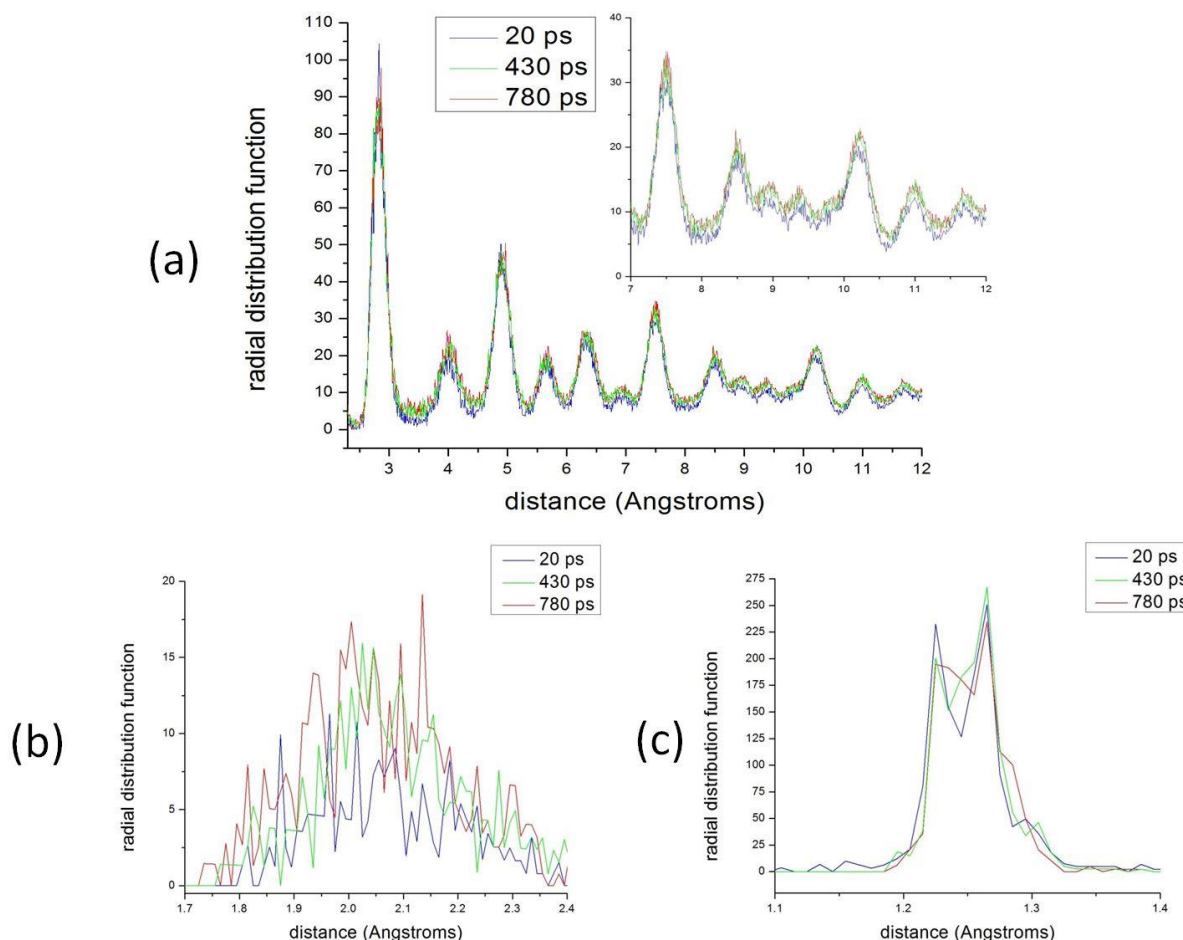 (a)
radial distribution function
110
100
90
80
70
60
50
40
30
20
10
0
3 4 5 6 7 8 9 10 11 12
distance (Angstroms)
20 ps
430 ps
780 ps
40
30
20
10
0
7 8 9 10 11 12
(b)
radial distribution function
20
15
10
5
0
1.7 1.8 1.9 2.0 2.1 2.2 2.3 2.4
distance (Angstroms)
20 ps
430 ps
780 ps
(c)
radial distribution function
275
250
225
200
175
150
125
100
75
50
25
0
1.1 1.2 1.3 1.4
distance (Angstroms)
20 ps
430 ps
780 ps